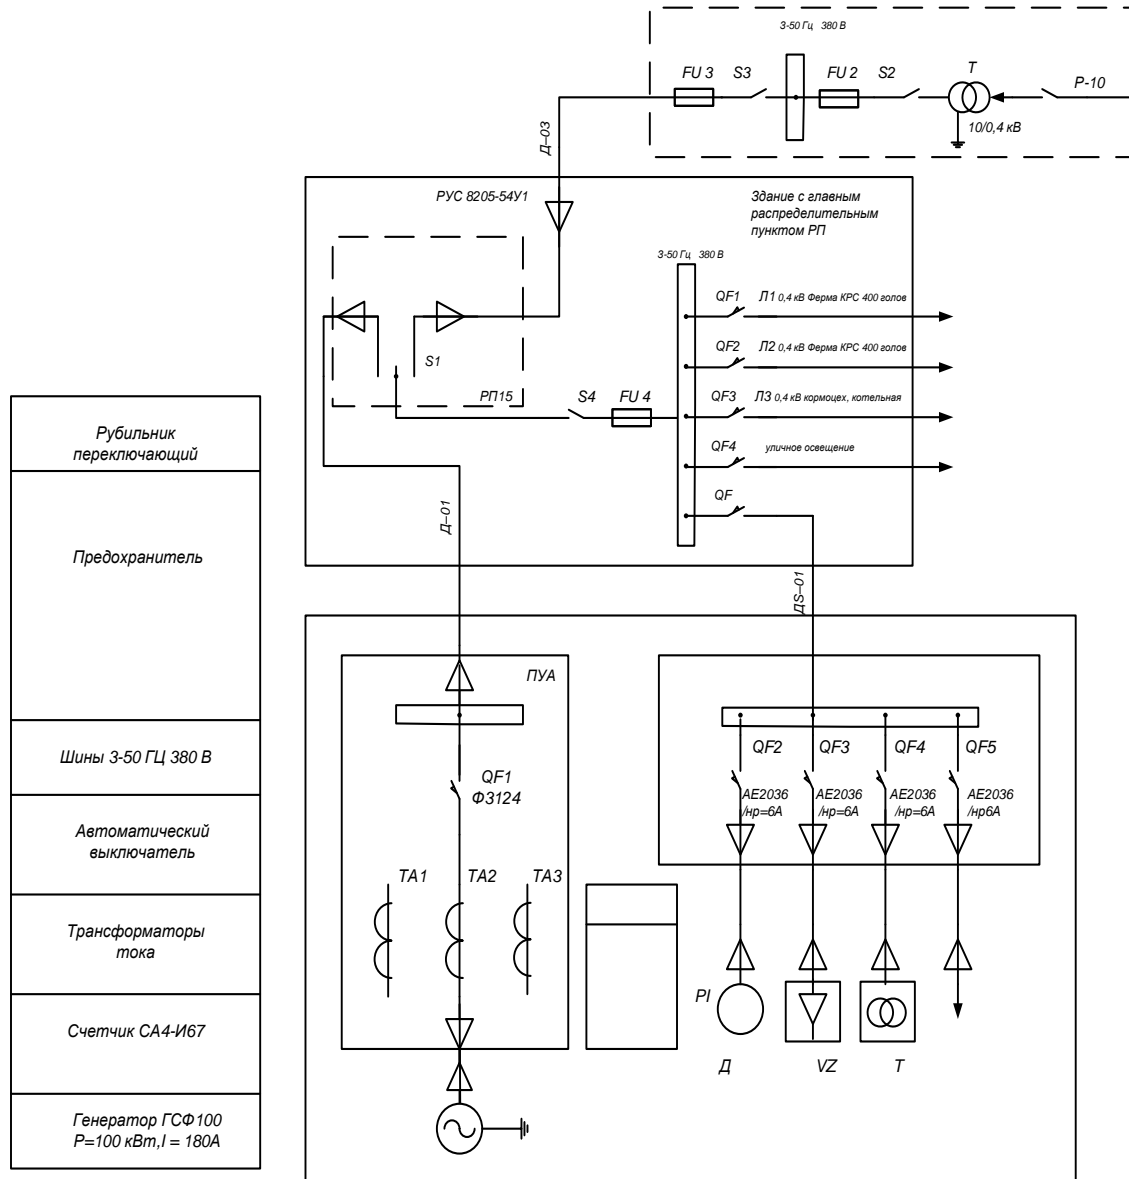 3-50 Гц 380 В
FU 3
S3
FU 2
S2
T
P-10
10/0,4 кВ
Д-03
РУС 8205-54У1
Здание с главным
распределительным
пунктом РП
3-50 Гц 380 В
QF1
Л1 0,4 кВ Ферма КРС 400 голов
QF2
Л2 0,4 кВ Ферма КРС 400 голов
S1
РП15
S4
FU 4
QF3
Л3 0,4 кВ кормоцех, котельная
QF4
уличное освещение
QF
Д-01
ДS-01
Рубильник
переключающий
Предохранитель
Шины 3-50 ГЦ 380 В
Автоматический
выключатель
Трансформаторы
тока
Счетчик СА4-И67
Генератор ГСФ100
P=100 кВт,I = 180А
ПУА
QF1
Ф3124
TA1
TA2
TA3
QF2
QF3
QF4
QF5
АЕ2036
/нр=6А
АЕ2036
/нр=6А
АЕ2036
/нр=6А
АЕ2036
/нр6А
PI
Д
VZ
T